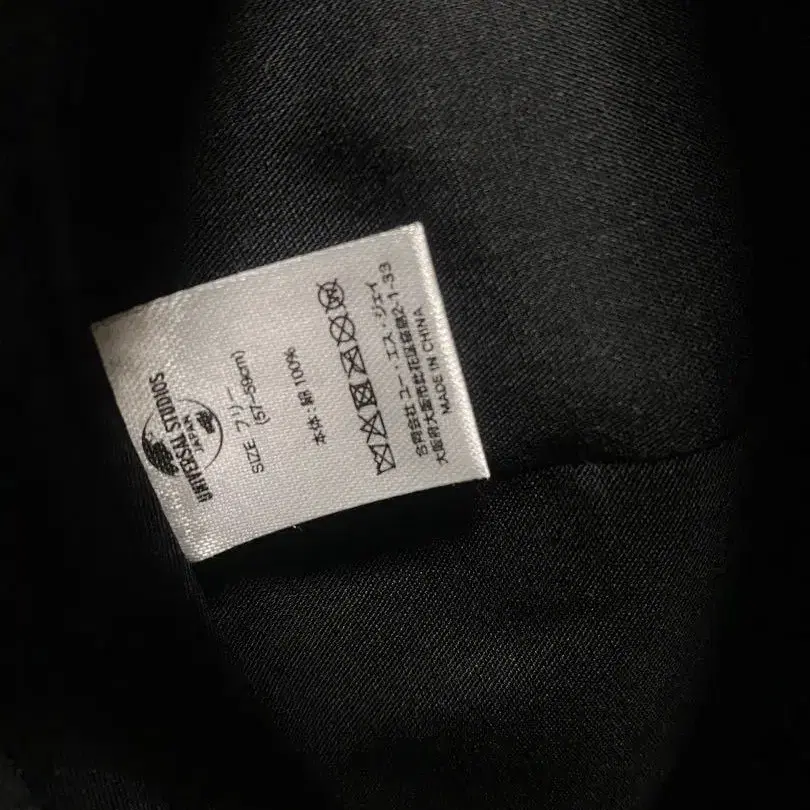 UNIVERSAL STUDIOS
JAPAN
SIZE フリー
(57-59cm)
本体:綿 100%
合同会社 ユー・エス・ジェイ
大阪府大阪市此花区桜島2-1-33
MADE IN CHINA